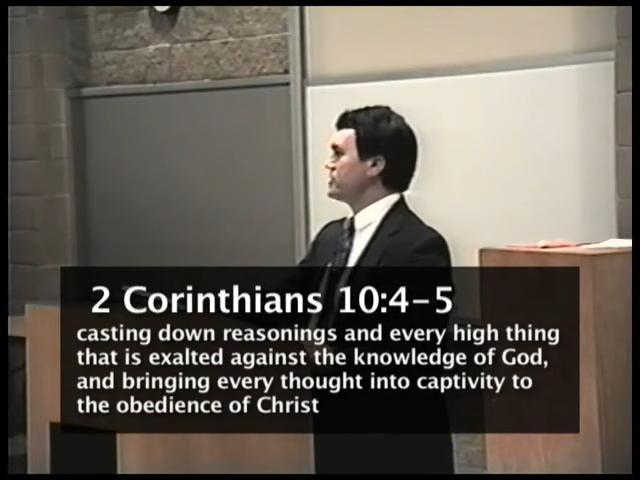 2 Corinthians 10:4-5
casting down reasonings and every high thing
that is exalted against the knowledge of God,
and bringing every thought into captivity to
the obedience of Christ